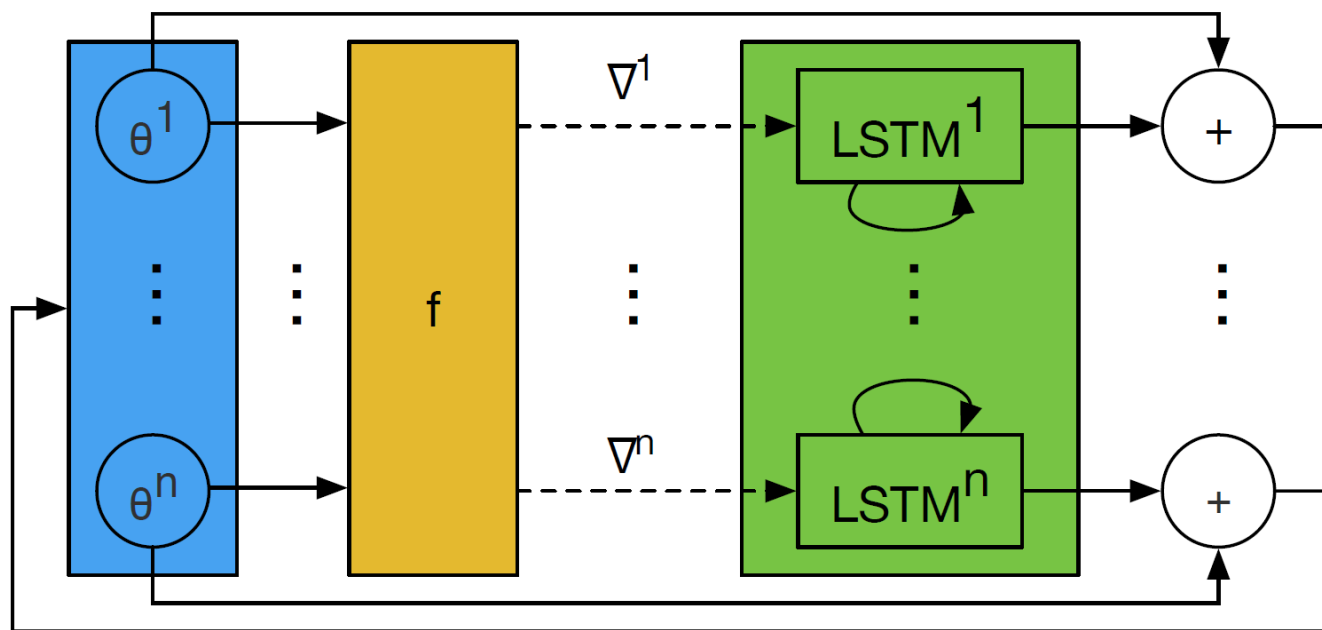 ∇¹
θ¹
LSTM¹
+
⋮ ⋮ ⋮ ⋮ ⋮
f
∇ⁿ
θⁿ
LSTMⁿ
+